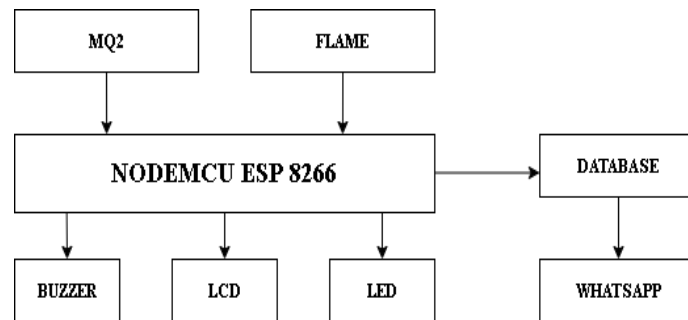 MQ2
FLAME
NODEMCU ESP 8266
DATABASE
BUZZER
LCD
LED
WHATSAPP